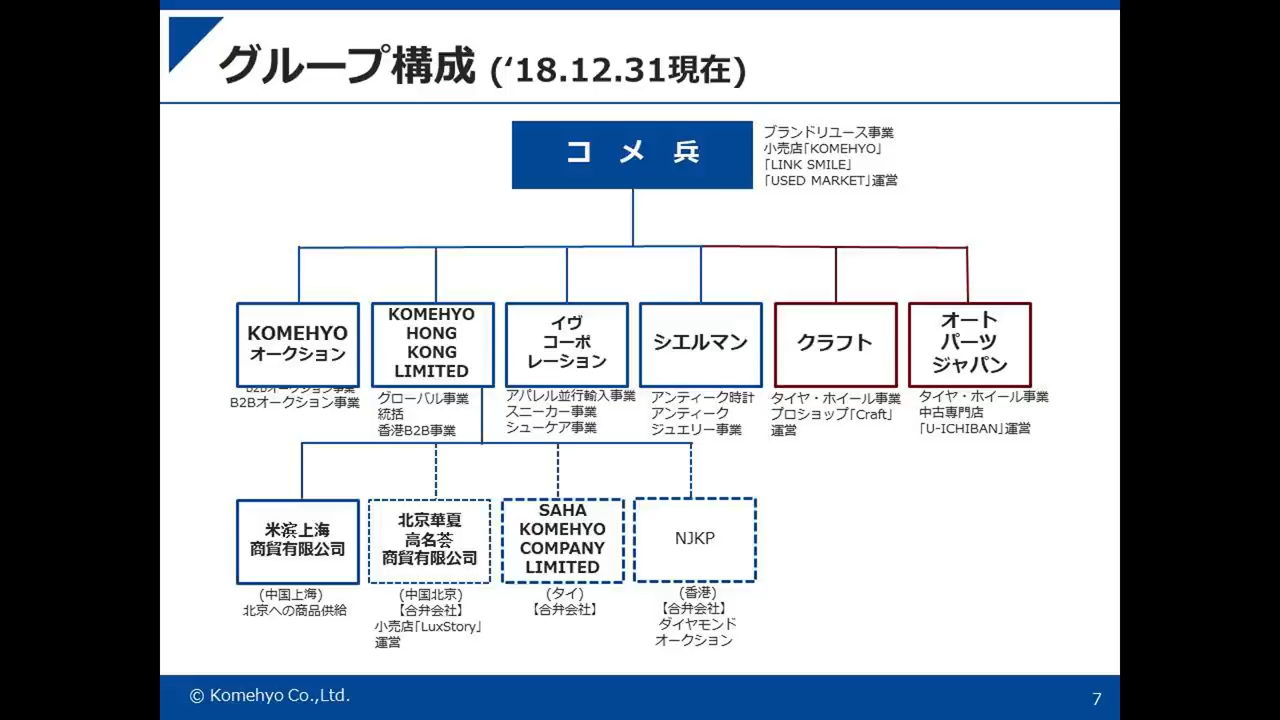 グループ構成 (‘18.12.31現在)
コ メ 兵
ブランドリユース事業
小売店「KOMEHYO」
「LINK SMILE」
「USED MARKET」運営
KOMEHYO
オークション
B2Bオークション事業
B2Bオークション事業
KOMEHYO
HONG
KONG
LIMITED
グローバル事業
統括
香港B2B事業
イヴ
コーポ
レーション
アパレル並行輸入事業
スニーカー事業
シューケア事業
シエルマン
アンティーク時計
アンティーク
ジュエリー事業
クラフト
タイヤ・ホイール事業
プロショップ「Craft」
運営
オート
パーツ
ジャパン
タイヤ・ホイール事業
中古専門店
「U-ICHIBAN」運営
米浜上海
商貿有限公司
(中国上海)
北京への商品供給
北京華夏
高名荟
商貿有限公司
(中国北京)
【合弁会社】
小売店「LuxStory」
運営
SAHA
KOMEHYO
COMPANY
LIMITED
(タイ)
【合弁会社】
NJKP
(香港)
【合弁会社】
ダイヤモンド
オークション
© Komehyo Co.,Ltd.
7